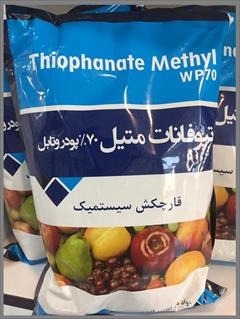 Thiophanate Methyl
WP70
تیوفانات متیل ۷۰٪ پودر وتابل
قارچکش سیستمیک